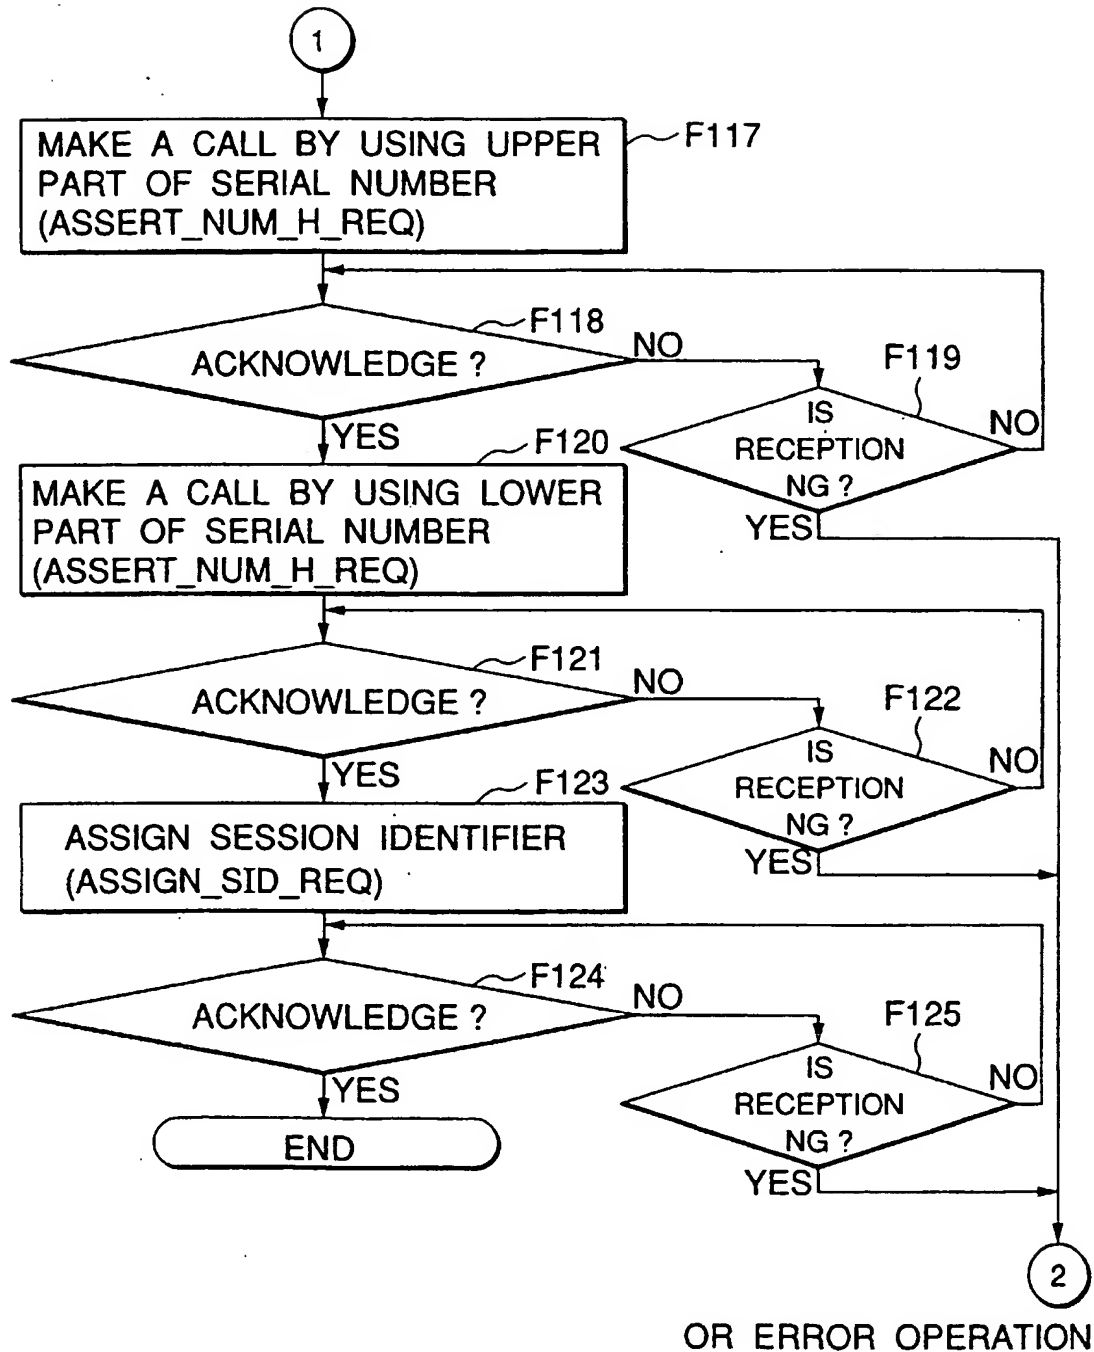 1
MAKE A CALL BY USING UPPER
PART OF SERIAL NUMBER
(ASSERT_NUM_H_REQ)
F117
F118
ACKNOWLEDGE ?
NO
F119
IS
RECEPTION
NG ?
NO
YES
YES
F120
MAKE A CALL BY USING LOWER
PART OF SERIAL NUMBER
(ASSERT_NUM_H_REQ)
F121
ACKNOWLEDGE ?
NO
F122
IS
RECEPTION
NG ?
NO
YES
YES
F123
ASSIGN SESSION IDENTIFIER
(ASSIGN_SID_REQ)
F124
ACKNOWLEDGE ?
NO
F125
IS
RECEPTION
NG ?
NO
YES
YES
END
2
OR ERROR OPERATION